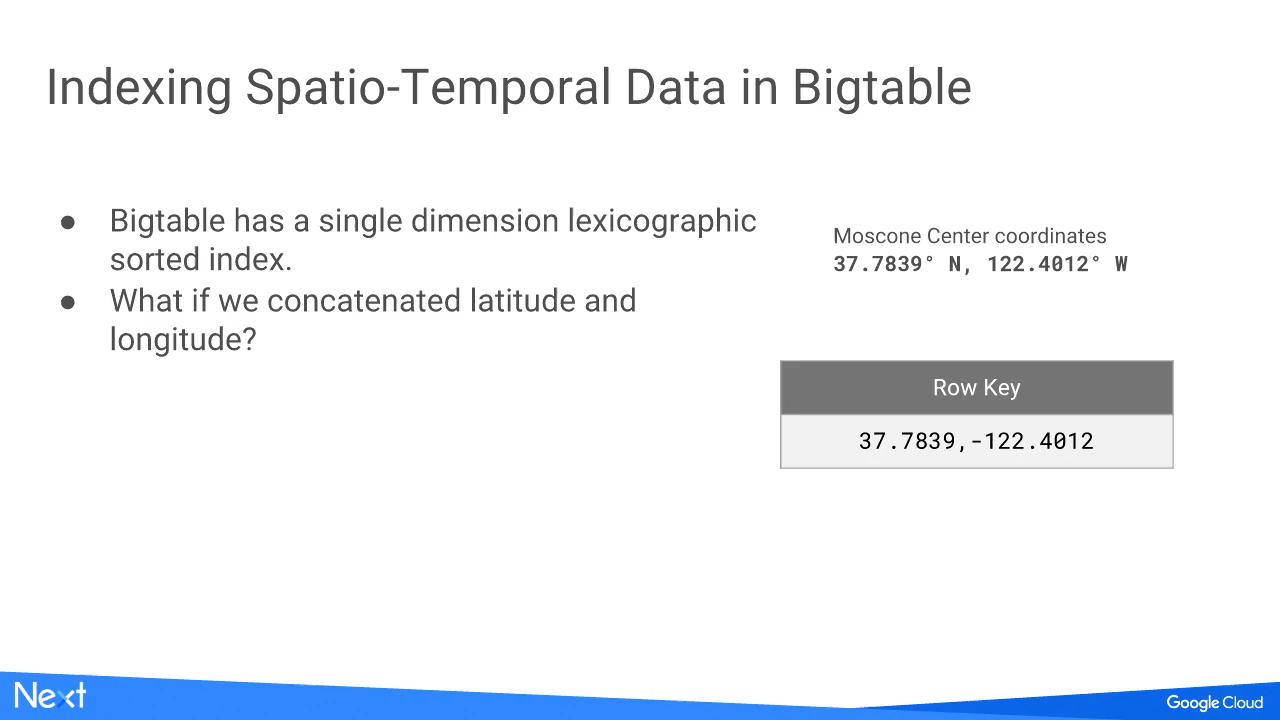 Indexing Spatio-Temporal Data in Bigtable
● Bigtable has a single dimension lexicographic
sorted index.
● What if we concatenated latitude and
longitude?
Moscone Center coordinates
37.7839° N, 122.4012° W
Row Key
37.7839,-122.4012
Next
Google Cloud